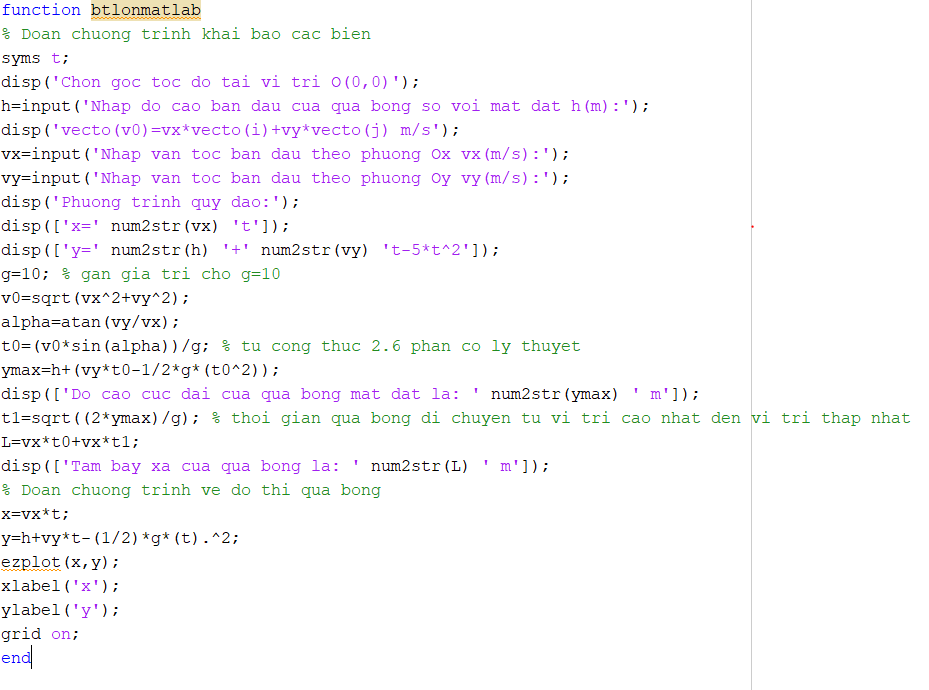 function btlonmatlab
% Doan chuong trinh khai bao cac bien
syms t;
disp('Chon goc toc do tai vi tri O(0,0)');
h=input('Nhap do cao ban dau cua qua bong so voi mat dat h(m):');
disp('vecto(v0)=vx*vecto(i)+vy*vecto(j) m/s');
vx=input('Nhap van toc ban dau theo phuong Ox vx(m/s):');
vy=input('Nhap van toc ban dau theo phuong Oy vy(m/s):');
disp('Phuong trinh quy dao:');
disp(['x=' num2str(vx) 't']);
disp(['y=' num2str(h) '+' num2str(vy) 't-5*t^2']);
g=10; % gan gia tri cho g=10
v0=sqrt(vx^2+vy^2);
alpha=atan(vy/vx);
t0=(v0*sin(alpha))/g; % tu cong thuc 2.6 phan co ly thuyet
ymax=h+(vy*t0-1/2*g*(t0^2));
disp(['Do cao cuc dai cua qua bong mat dat la: ' num2str(ymax) ' m']);
t1=sqrt((2*ymax)/g); % thoi gian qua bong di chuyen tu vi tri cao nhat den vi tri thap nhat
L=vx*t0+vx*t1;
disp(['Tam bay xa cua qua bong la: ' num2str(L) ' m']);
% Doan chuong trinh ve do thi qua bong
x=vx*t;
y=h+vy*t-(1/2)*g*(t).^2;
ezplot(x,y);
xlabel('x');
ylabel('y');
grid on;
end